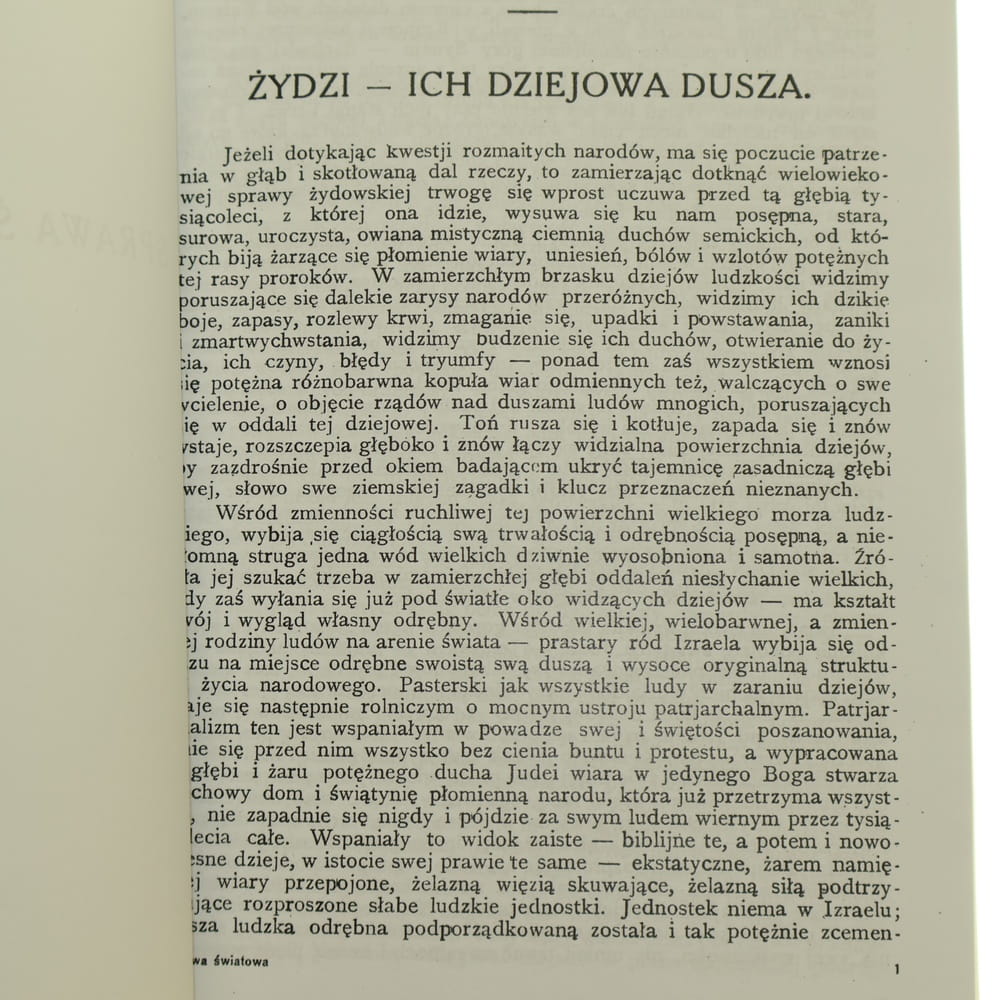 ŻYDZI — ICH DZIEJOWA DUSZA.
Jeżeli dotykając kwestji rozmaitych narodów, ma się poczucie patrze-
nia w głąb i skotłowaną dal rzeczy, to zamierzając dotknąć wielowieko-
wej sprawy żydowskiej trwogę się wprost uczuwa przed tą głębią ty-
siącoleci, z której ona idzie, wysuwa się ku nam posępna, stara,
surowa, uroczysta, owiana mistyczną ciemnią duchów semickich, od któ-
rych biją żarzące się płomienie wiary, uniesień, bólów i wzlotów potężnych
tej rasy proroków. W zamierzchłym brzasku dziejów ludzkości widzimy
poruszające się dalekie zarysy narodów przeróżnych, widzimy ich dzikie
boje, zapasy, rozlewy krwi, zmaganie się, upadki i powstawania, zaniki
i zmartwychwstania, widzimy budzenie się ich duchów, otwieranie do ży-
cia, ich czyny, błędy i tryumfy — ponad tem zaś wszystkiem wznosi
się potężna różnobarwna kopuła wiar odmiennych też, walczących o swe
wcielenie, o objęcie rządów nad duszami ludów mnogich, poruszających
się w oddali tej dziejowej. Toń rusza się i kotłuje, zapada się i znów
wstaje, rozszczepia głęboko i znów łączy widzialna powierzchnia dziejów,
by zazdrośnie przed okiem badającem ukryć tajemnicę zasadniczą głębi
swej, słowo swe ziemskiej zagadki i klucz przeznaczeń nieznanych.
Wśród zmienności ruchliwej tej powierzchni wielkiego morza ludz-
kiego, wybija się ciągłością swą trwałością i odrębnością posępną, a nie-
złomną struga jedna wód wielkich dziwnie wyosobniona i samotna. Źró-
dła jej szukać trzeba w zamierzchłej głębi oddaleń niesłychanie wielkich,
gdy zaś wyłania się już pod światłe oko widzących dziejów — ma kształt
swój i wygląd własny odrębny. Wśród wielkiej, wielobarwnej, a zmien-
nej rodziny ludów na arenie świata — prastary ród Izraela wybija się od-
razu na miejsce odrębne swoistą swą duszą i wysoce oryginalną struktu-
życia narodowego. Pasterski jak wszystkie ludy w zaraniu dziejów,
staje się następnie rolniczym o mocnym ustroju patrjarchalnym. Patrjar-
chalizm ten jest wspaniałym w powadze swej i świętości poszanowania,
się przed nim wszystko bez cienia buntu i protestu, a wypracowana
głębi i żaru potężnego ducha Judei wiara w jedynego Boga stwarza
duchowy dom i świątynię płomienną narodu, która już przetrzyma wszyst-
nie zapadnie się nigdy i pójdzie za swym ludem wiernym przez tysią-
colecia całe. Wspaniały to widok zaiste — biblijne te, a potem i nowo-
czesne dzieje, w istocie swej prawie te same — ekstatyczne, żarem namię-
tnej wiary przepojone, żelazną więzią skuwające, żelazną siłą podtrzy-
mujące rozproszone słabe ludzkie jednostki. Jednostek niema w Izraelu;
dusza ludzka odrębna podporządkowaną została i tak potężnie zcemen-
wa światowa
1